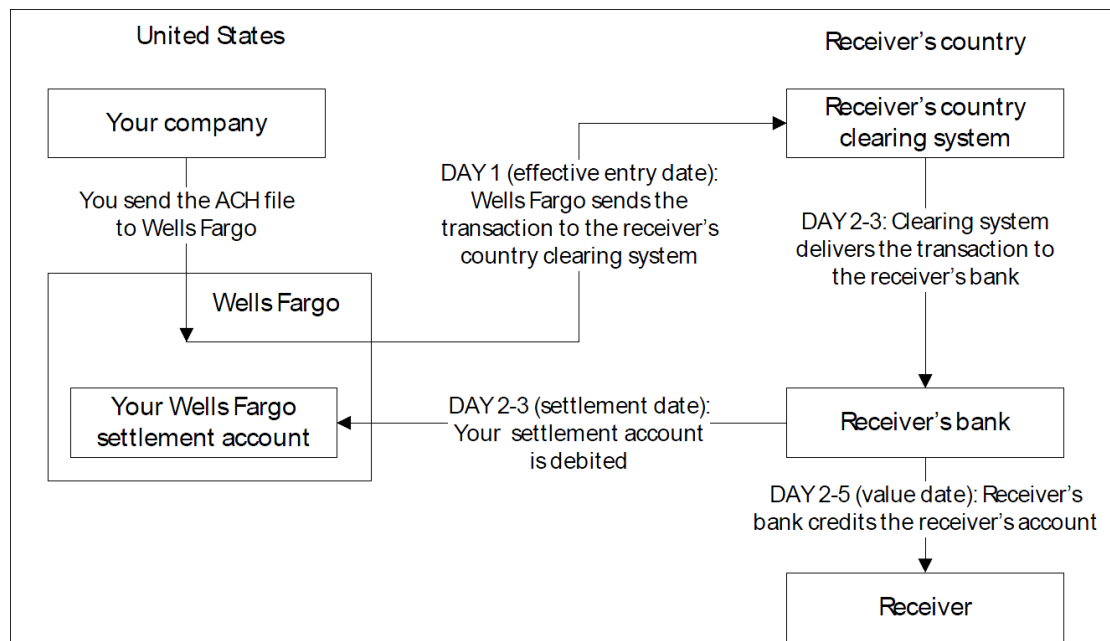 United States
Receiver's country
Your company
Receiver's country
clearing system
You send the ACH file
to Wells Fargo
DAY 1 (effective entry date):
Wells Fargo sends the
transaction to the receiver's
country clearing system
DAY 2-3: Clearing system
delivers the transaction to
the receiver's bank
Wells Fargo
Your Wells Fargo
settlement account
DAY 2-3 (settlement date):
Your settlement account
is debited
Receiver's bank
DAY 2-5 (value date): Receiver's
bank credits the receiver's account
Receiver